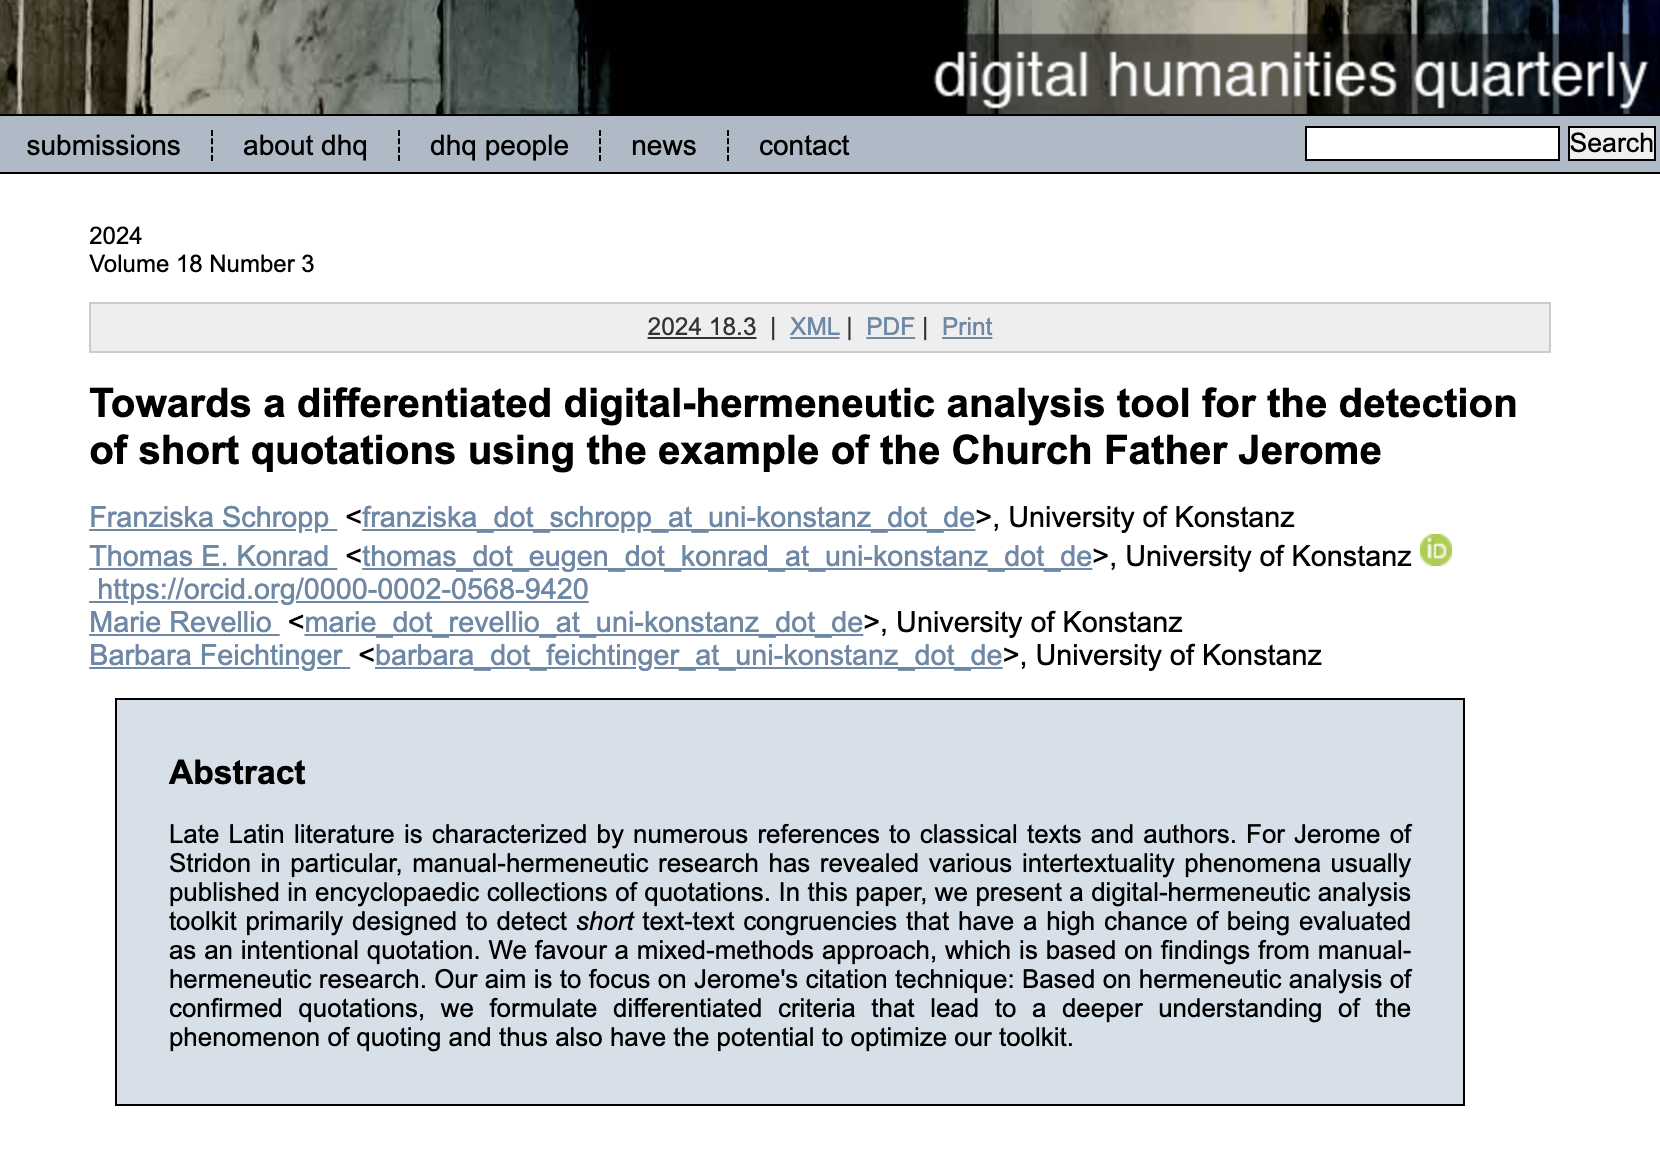 digital humanities quarterly
submissions about dhq dhq people news contact Search
2024
Volume 18 Number 3
2024 18.3 | XML | PDF | Print
Towards a differentiated digital-hermeneutic analysis tool for the detection
of short quotations using the example of the Church Father Jerome
Franziska Schropp <franziska_dot_schropp_at_uni-konstanz_dot_de>, University of Konstanz
Thomas E. Konrad <thomas_dot_eugen_dot_konrad_at_uni-konstanz_dot_de>, University of Konstanz iD
https://orcid.org/0000-0002-0568-9420
Marie Revellio <marie_dot_revellio_at_uni-konstanz_dot_de>, University of Konstanz
Barbara Feichtinger <barbara_dot_feichtinger_at_uni-konstanz_dot_de>, University of Konstanz
Abstract
Late Latin literature is characterized by numerous references to classical texts and authors. For Jerome of
Stridon in particular, manual-hermeneutic research has revealed various intertextuality phenomena usually
published in encyclopaedic collections of quotations. In this paper, we present a digital-hermeneutic analysis
toolkit primarily designed to detect short text-text congruencies that have a high chance of being evaluated
as an intentional quotation. We favour a mixed-methods approach, which is based on findings from manual-
hermeneutic research. Our aim is to focus on Jerome's citation technique: Based on hermeneutic analysis of
confirmed quotations, we formulate differentiated criteria that lead to a deeper understanding of the
phenomenon of quoting and thus also have the potential to optimize our toolkit.